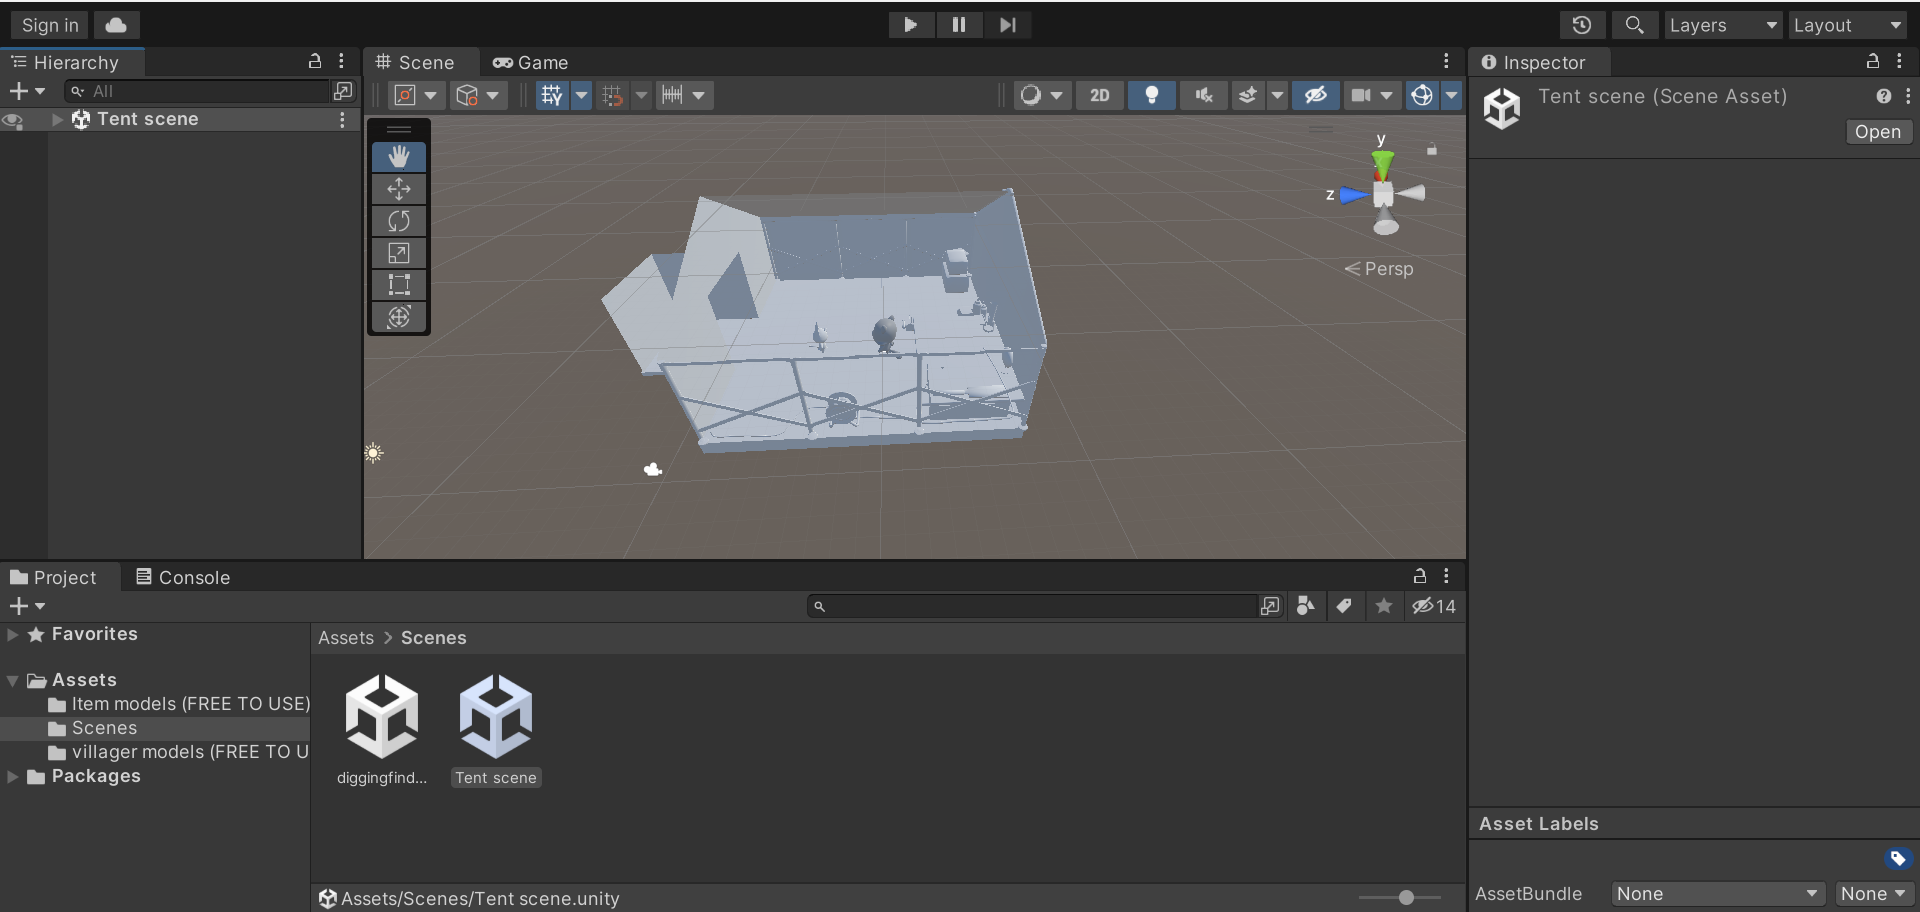 Sign in
Layers
Layout
Hierarchy
Scene
Game
Inspector
All
2D
Tent scene (Scene Asset)
Open
Tent scene
y
z
Persp
Project
Console
14
Favorites
Assets > Scenes
Assets
Item models (FREE TO USE)
Scenes
villager models (FREE TO U
Packages
diggingfind...
Tent scene
Asset Labels
Assets/Scenes/Tent scene.unity
AssetBundle
None
None